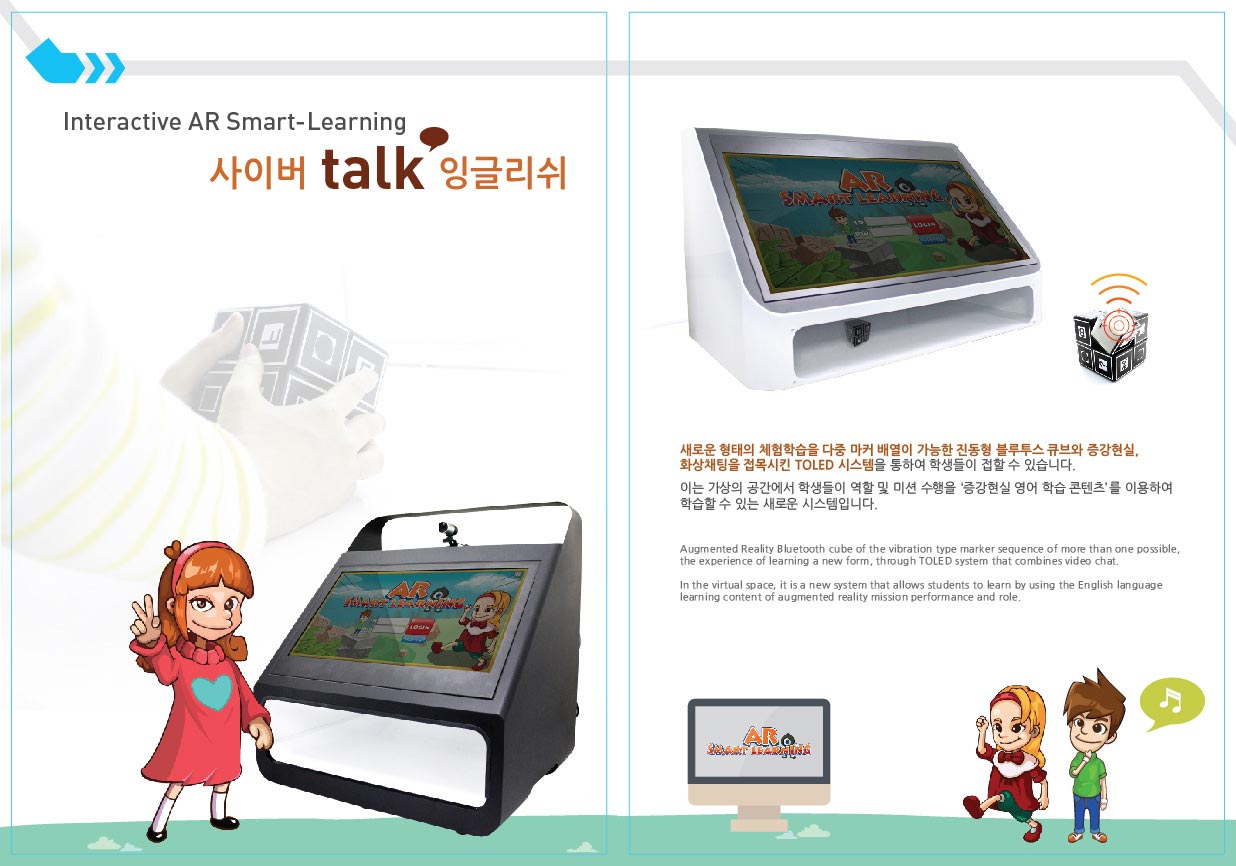 Interactive AR Smart-Learning
사이버 talk 잉글리쉬
AR
SMART LEARNING
LOGIN
AR
SMART LEARNING
LOGIN
새로운 형태의 체험학습을 다중 마커 배열이 가능한 진동형 블루투스 큐브와 증강현실,
화상채팅을 접목시킨 TOLED 시스템을 통하여 학생들이 접할 수 있습니다.
이는 가상의 공간에서 학생들이 역할 및 미션 수행을 '증강현실 영어 학습 콘텐츠'를 이용하여
학습할 수 있는 새로운 시스템입니다.
Augmented Reality Bluetooth cube of the vibration type marker sequence of more than one possible,
the experience of learning a new form, through TOLED system that combines video chat.
In the virtual space, it is a new system that allows students to learn by using the English language
learning content of augmented reality mission performance and role.
AR
SMART LEARNING